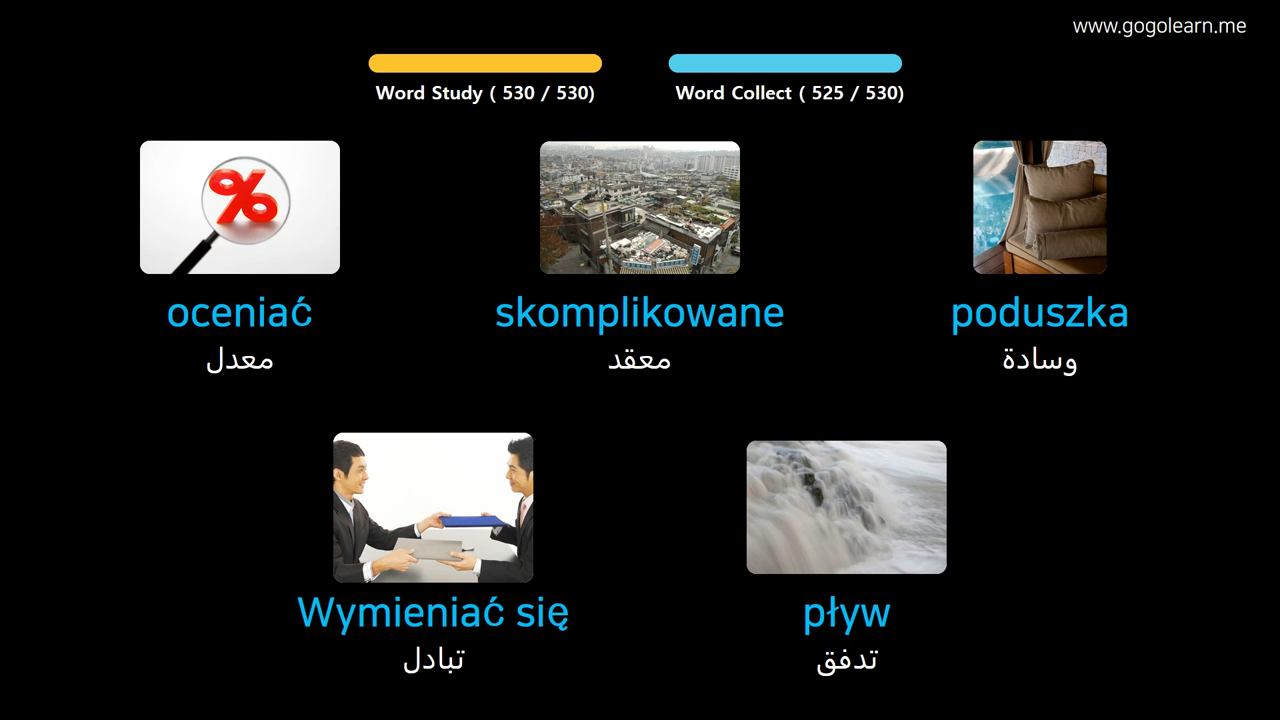 www.gogolearn.me
Word Study ( 530 / 530)
Word Collect ( 525 / 530)
oceniać
معدل
skomplikowane
معقد
poduszka
وسادة
Wymieniać się
تبادل
pływ
تدفق